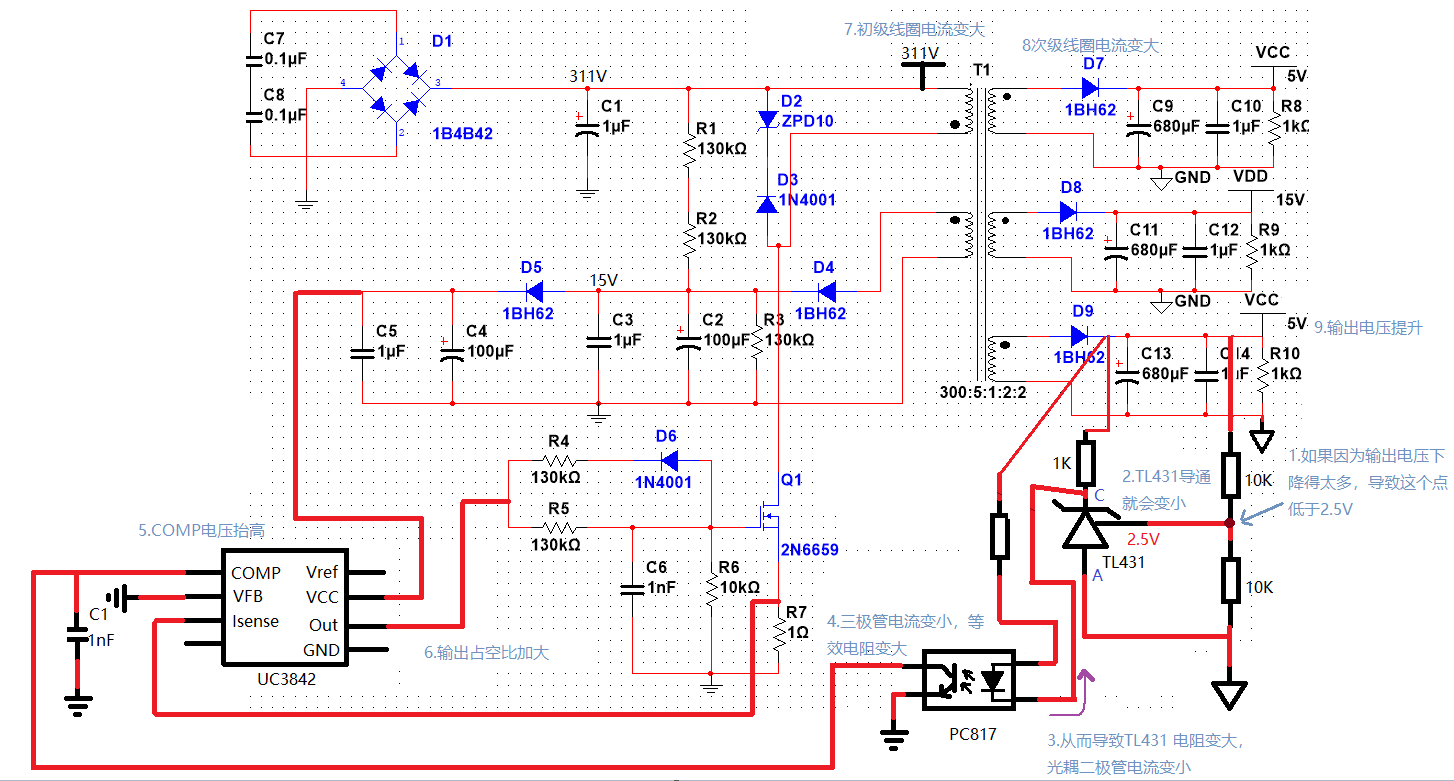 7.初级线圈电流变大
8次级线圈电流变大
C7
0.1µF
C8
0.1µF
D1
1
4
3
2
1B4B42
311V
C1
1µF
R1
130kΩ
R2
130kΩ
D2
ZPD10
D3
1N4001
311V
T1
D7
1BH62
VCC
5V
C9
680µF
C10
1µF
R8
1kΩ
GND
D8
1BH62
VDD
15V
C11
680µF
C12
1µF
R9
1kΩ
GND
D9
1BH62
VCC
5V
9.输出电压提升
C13
680µF
R10
1kΩ
300:5:1:2:2
D5
1BH62
15V
D4
1BH62
C5
1µF
C4
100µF
C3
1µF
C2
100µF
R3
130kΩ
R4
130kΩ
D6
1N4001
R5
130kΩ
Q1
2N6659
C6
1nF
R6
10kΩ
R7
1Ω
1K
C
2.TL431导通
就会变小
2.5V
TL431
A
10K
10K
1.如果因为输出电压下
降得太多，导致这个点
低于2.5V
5.COMP电压抬高
COMP
VFB
Isense
Vref
VCC
Out
GND
UC3842
C1
1nF
6.输出占空比加大
4.三极管电流变小，等
效电阻变大
PC817
3.从而导致TL431 电阻变大，
光耦二极管电流变小